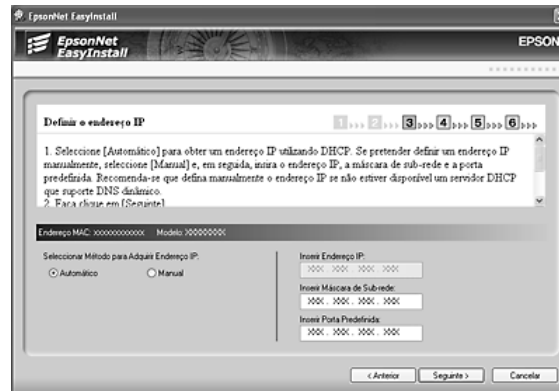 EpsonNet EasyInstall
EpsonNet
EasyInstall
EPSON
Definir o endereço IP
1 >>> 2 >>> 3 >>> 4 >>> 5 >>> 6 >>>
1. Seleccione [Automático] para obter um endereço IP utilizando DHCP. Se pretender definir um endereço IP
manualmente, seleccione [Manual] e, em seguida, insira o endereço IP, a máscara de sub-rede e a porta
predefinida. Recomenda-se que defina manualmente o endereço IP se não estiver disponível um servidor DHCP
que suporte DNS dinâmico.
2. Faça clique em [Seguinte]
Endereço MAC: XXXXXXXXXXXX Modelo: XXXXXXXX
Seleccionar Método para Adquirir Endereço IP:
Automático
Manual
Inserir Endereço IP:
XXX . XXX . XXX . XXX
Inserir Máscara de Sub-rede:
XXX . XXX . XXX . XXX
Inserir Porta Predefinida:
XXX . XXX . XXX . XXX
< Anterior
Seguinte >
Cancelar